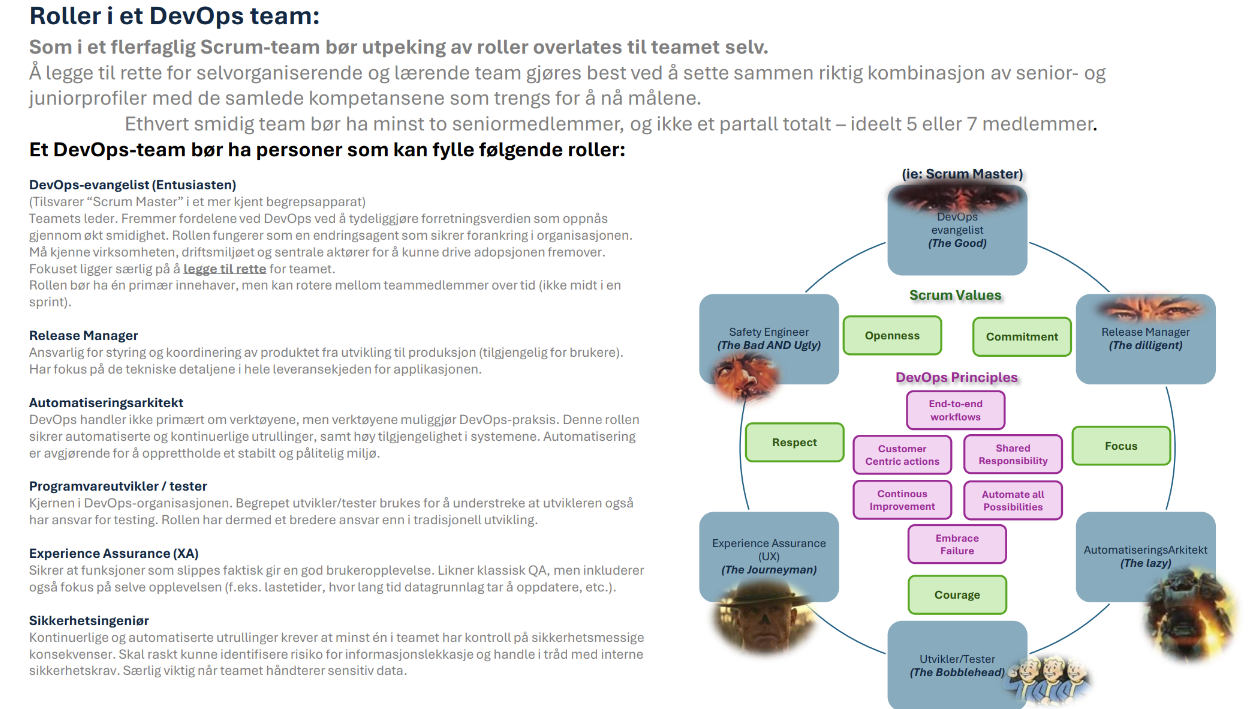 Roller i et DevOps team:
Som i et flerfaglig Scrum-team bør utpeking av roller overlates til teamet selv.
Å legge til rette for selvorganiserende og lærende team gjøres best ved å sette sammen riktig kombinasjon av senior- og
juniorprofiler med de samlede kompetansene som trengs for å nå målene.
Ethvert smidig team bør ha minst to seniormedlemmer, og ikke et partall totalt – ideelt 5 eller 7 medlemmer.
Et DevOps-team bør ha personer som kan fylle følgende roller:
DevOps-evangelist (Entusiasten)
(Tilsvarer “Scrum Master” i et mer kjent begrepsapparat)
Teamets leder. Fremmer fordelene ved DevOps ved å tydeliggjøre forretningsverdien som oppnås
gjennom økt smidighet. Rollen fungerer som en endringsagent som sikrer forankring i organisasjonen.
Må kjenne virksomheten, driftsmiljøet og sentrale aktører for å kunne drive adopsjonen fremover.
Fokuset ligger særlig på å legge til rette for teamet.
Rollen bør ha én primær innehaver, men kan rotere mellom teammedlemmer over tid (ikke midt i en
sprint).
Release Manager
Ansvarlig for styring og koordinering av produktet fra utvikling til produksjon (tilgjengelig for brukere).
Har fokus på de tekniske detaljene i hele leveransekjeden for applikasjonen.
Automatiseringsarkitekt
DevOps handler ikke primært om verktøyene, men verktøyene muliggjør DevOps-praksis. Denne rollen
sikrer automatiserte og kontinuerlige utrullinger, samt høy tilgjengelighet i systemene. Automatisering
er avgjørende for å opprettholde et stabilt og pålitelig miljø.
Programvareutvikler / tester
Kjernen i DevOps-organisasjonen. Begrepet utvikler/tester brukes for å understreke at utvikleren også
har ansvar for testing. Rollen har dermed et bredere ansvar enn i tradisjonell utvikling.
Experience Assurance (XA)
Sikrer at funksjoner som slippes faktisk gir en god brukeropplevelse. Likner klassisk QA, men inkluderer
også fokus på selve opplevelsen (f.eks. lastetider, hvor lang tid datagrunnlag tar å oppdatere, etc.).
Sikkerhetsingeniør
Kontinuerlige og automatiserte utrullinger krever at minst én i teamet har kontroll på sikkerhetsmessige
konsekvenser. Skal raskt kunne identifisere risiko for informasjonslekkasje og handle i tråd med interne
sikkerhetskrav. Særlig viktig når teamet håndterer sensitiv data.
(ie: Scrum Master)
DevOps
evangelist
(The Good)
Scrum Values
Safety Engineer
(The Bad AND Ugly)
Openness
Commitment
Release Manager
(The dilligent)
DevOps Principles
End-to-end
workflows
Respect
Customer
Centric actions
Shared
Responsibility
Focus
Continous
Improvement
Automate all
Possibilities
Embrace
Failure
Experience Assurance
(UX)
(The Journeyman)
AutomatiseringsArkitekt
(The lazy)
Courage
Utvikler/Tester
(The Bobblehead)